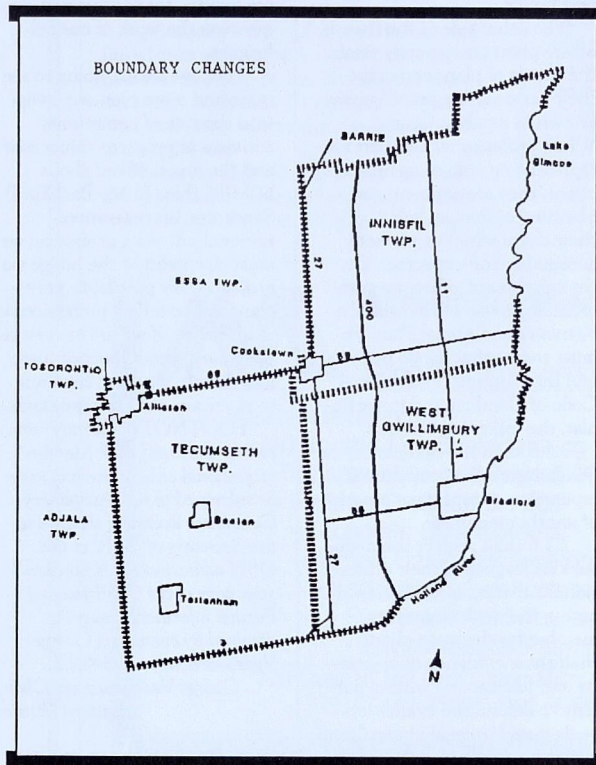 BOUNDARY CHANGES
BARRIE
Lake
Simcoe
INNISFIL
TWP.
ESSA TWP.
27
400
11
Cookstown
89
TOSORONTIO
TWP.
89
Alliston
WEST
GWILLIMBURY
TWP.
11
TECUMSETH
TWP.
ADJALA
TWP.
Beeton
88
Bradford
27
Tottenham
Holland River
9
N